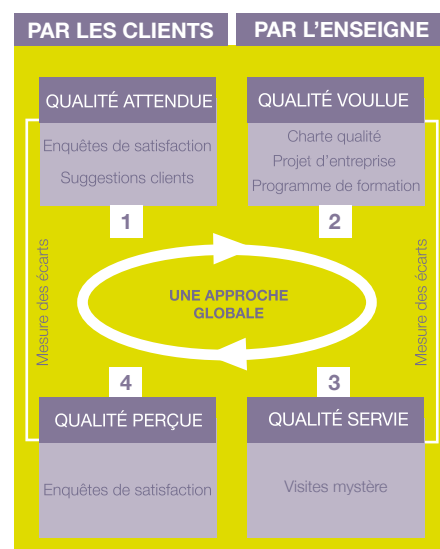 PAR LES CLIENTS
PAR L'ENSEIGNE
QUALITÉ ATTENDUE
Enquêtes de satisfaction
Suggestions clients
1
QUALITÉ VOULUE
Charte qualité
Projet d'entreprise
Programme de formation
2
Mesure des écarts
UNE APPROCHE
GLOBALE
Mesure des écarts
4
QUALITÉ PERÇUE
Enquêtes de satisfaction
3
QUALITÉ SERVIE
Visites mystère